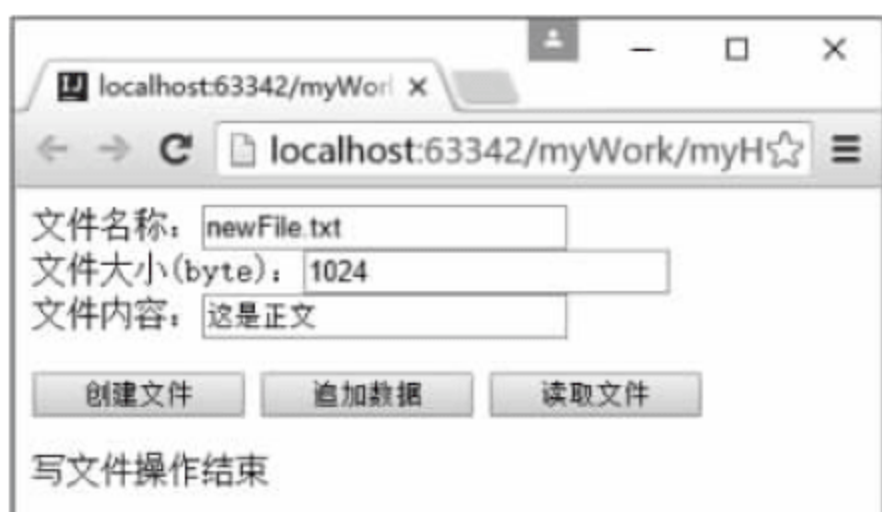 localhost:63342/myWor
localhost:63342/myWork/myH
文件名称：newFile.txt
文件大小(byte)：1024
文件内容：这是正文
创建文件 追加数据 读取文件
写文件操作结束